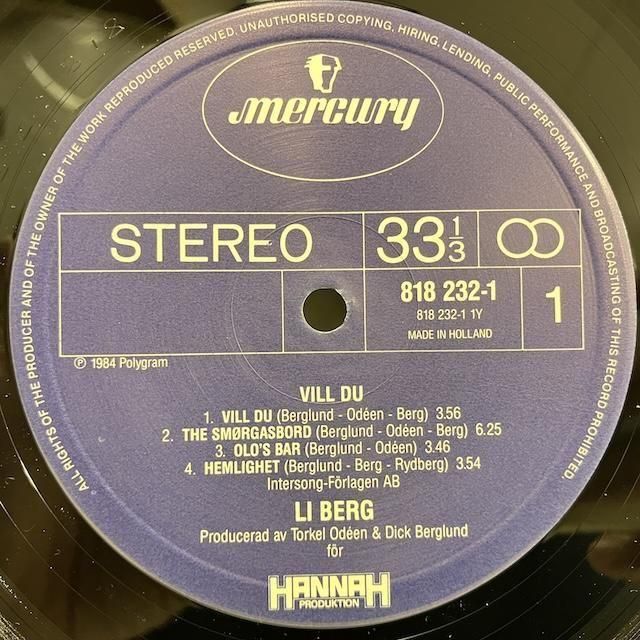 ALL RIGHTS OF THE PRODUCER AND OF THE OWNER OF THE WORK REPRODUCED RESERVED. UNAUTHORISED COPYING, HIRING, LENDING, PUBLIC PERFORMANCE AND BROADCASTING OF THIS RECORD PROHIBITED.
mercury
STEREO 33 1/3
818 232-1 1
818 232-1 1Y
MADE IN HOLLAND
℗ 1984 Polygram
VILL DU
1. VILL DU (Berglund - Odéen - Berg) 3.56
2. THE SMØRGASBORD (Berglund - Odéen - Berg) 6.25
3. OLO'S BAR (Berglund - Odéen) 3.46
4. HEMLIGHET (Berglund - Berg - Rydberg) 3.54
Intersong-Förlagen AB
LI BERG
Producerad av Torkel Odéen & Dick Berglund
för
HANNAH
PRODUKTION